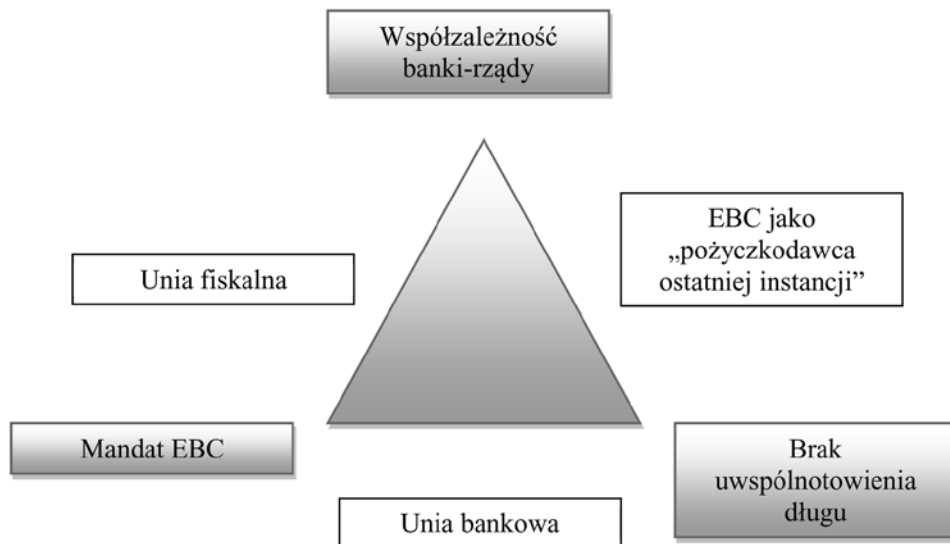 Współzależność
banki-rządy
EBC jako
„pożyczkodawca
ostatniej instancji”
Unia fiskalna
Mandat EBC
Brak
uwspólnotowienia
długu
Unia bankowa